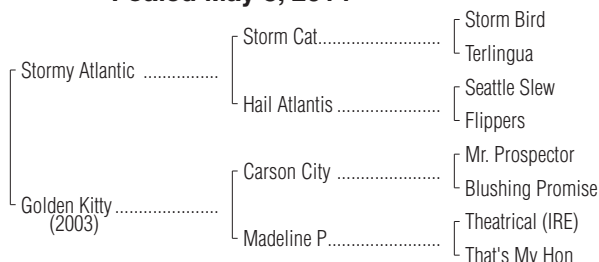 Foaled May 3, 2011
Storm Bird
Storm Cat........................
Terlingua
Stormy Atlantic ...............
Seattle Slew
Hail Atlantis ....................
Flippers
Mr. Prospector
Carson City ....................
Blushing Promise
Golden Kitty ....................
(2003)
Theatrical (IRE)
Madeline P......................
That's My Hon